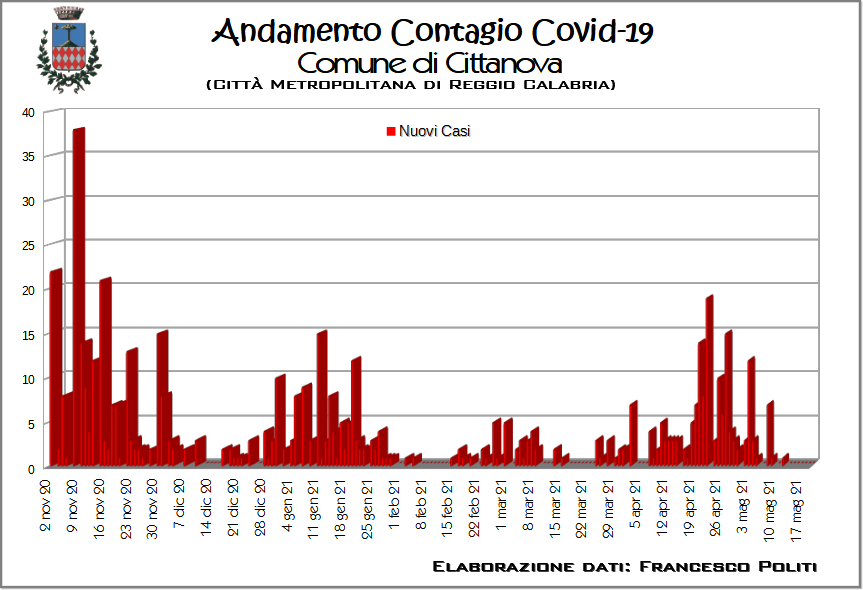 Andamento Contagio Covid-19
Comune di Cittanova
(Città Metropolitana di Reggio Calabria)
Nuovi Casi
40
35
30
25
20
15
10
5
0
2 nov 20
9 nov 20
16 nov 20
23 nov 20
30 nov 20
7 dic 20
14 dic 20
21 dic 20
28 dic 20
4 gen 21
11 gen 21
18 gen 21
25 gen 21
1 feb 21
8 feb 21
15 feb 21
22 feb 21
1 mar 21
8 mar 21
15 mar 21
22 mar 21
29 mar 21
5 apr 21
12 apr 21
19 apr 21
26 apr 21
3 mag 21
10 mag 21
17 mag 21
Elaborazione dati: Francesco Politi